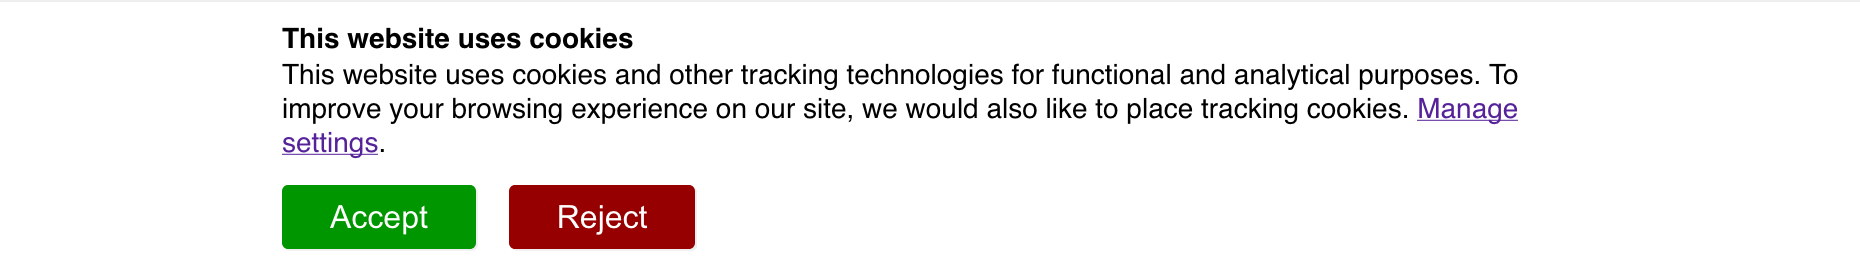 This website uses cookies
This website uses cookies and other tracking technologies for functional and analytical purposes. To
improve your browsing experience on our site, we would also like to place tracking cookies. Manage
settings.
Accept Reject